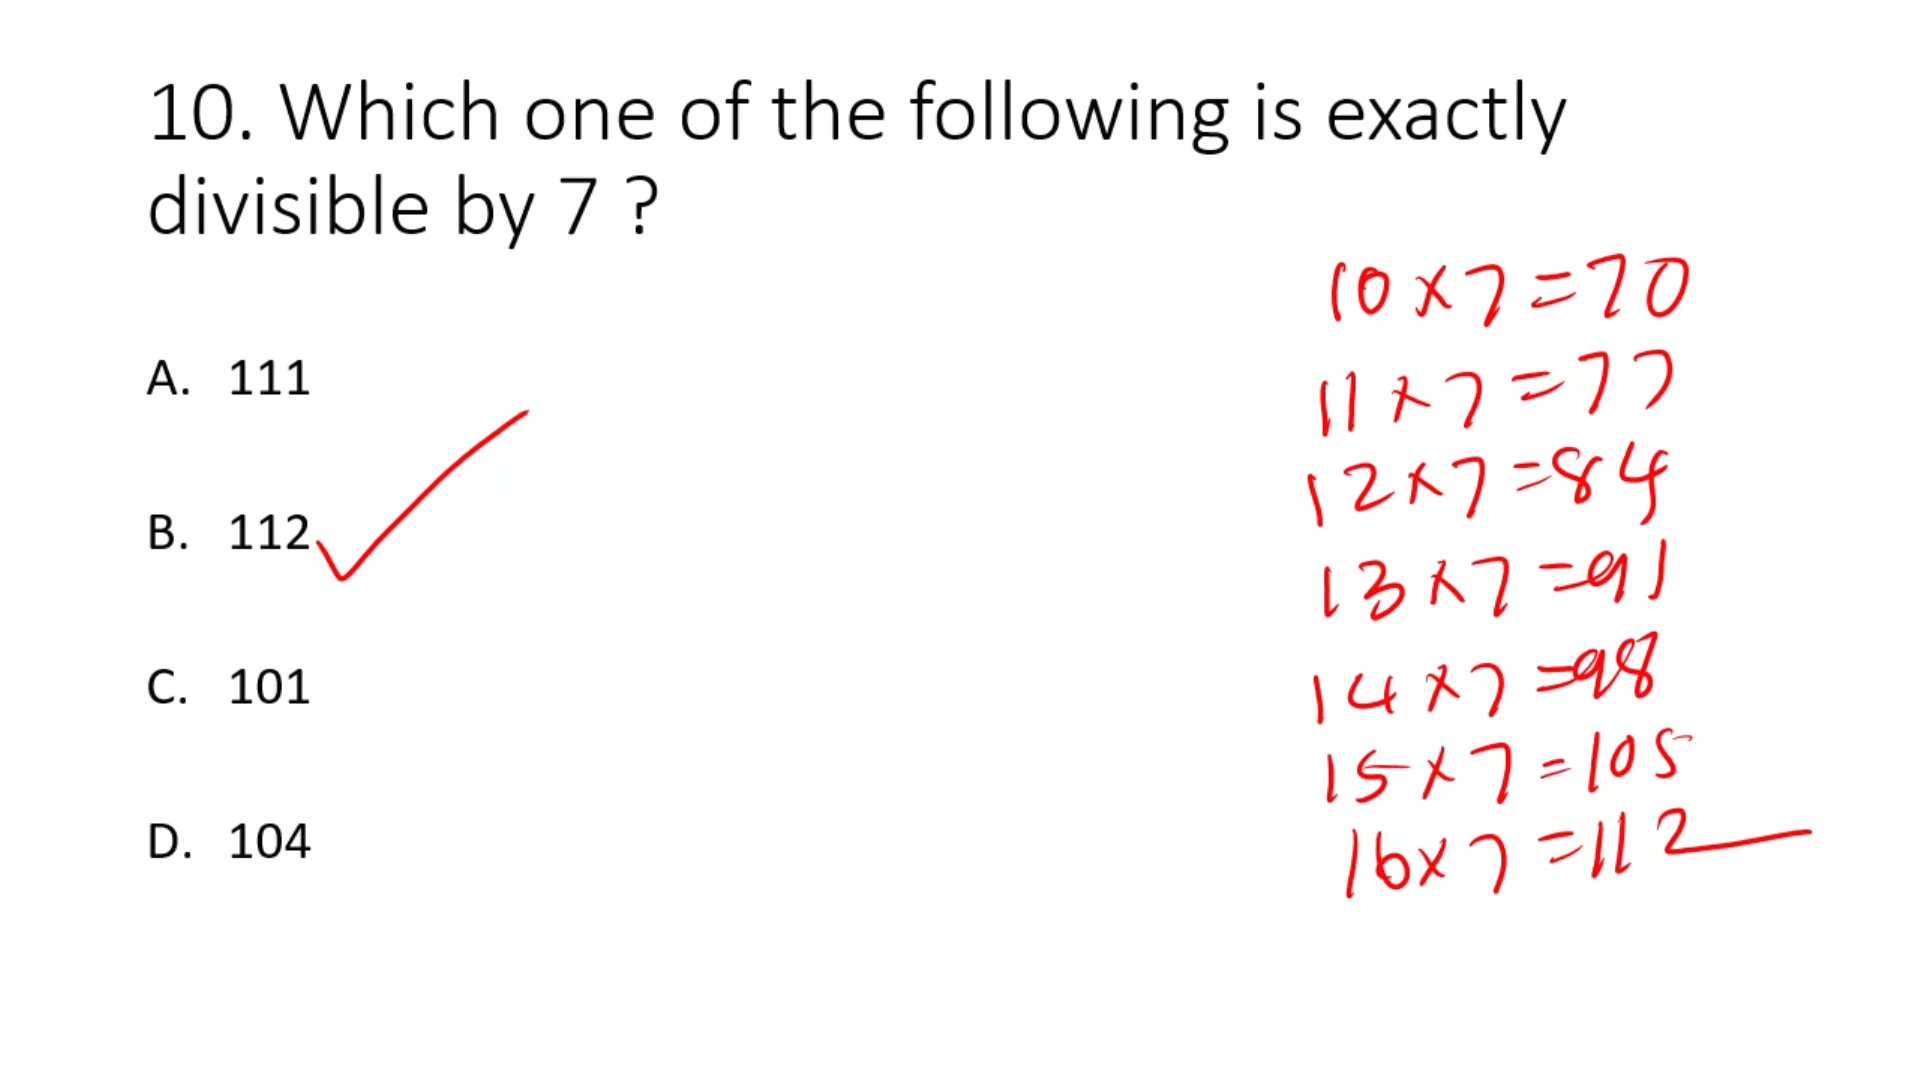 10. Which one of the following is exactly
divisible by 7 ?
A. 111
B. 112
C. 101
D. 104
10 x 7 = 70
11 x 7 = 77
12 x 7 = 84
13 x 7 = 91
14 x 7 = 98
15 x 7 = 105
16 x 7 = 112